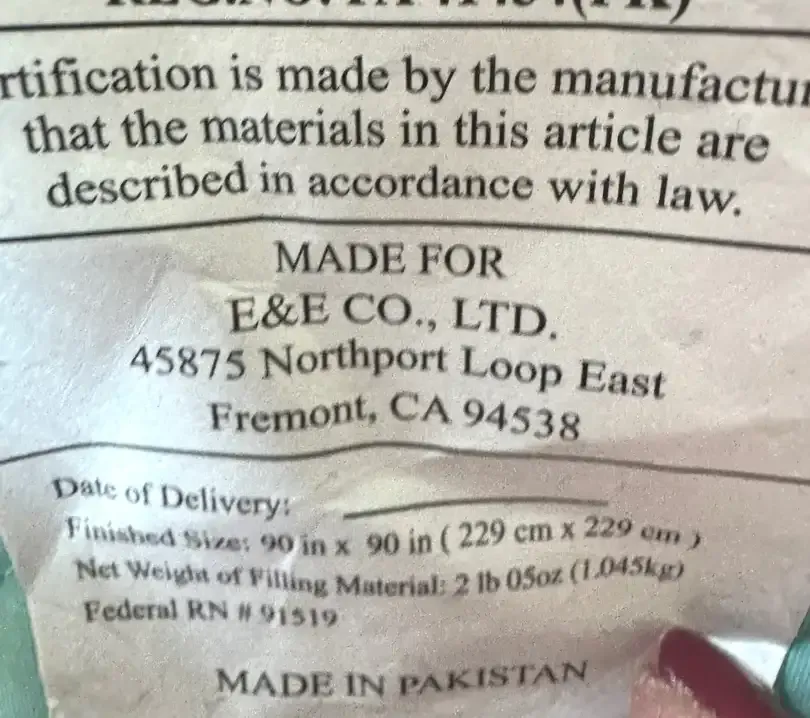 rtification is made by the manufactur
that the materials in this article are
described in accordance with law.
MADE FOR
E&E CO., LTD.
45875 Northport Loop East
Fremont, CA 94538
Date of Delivery:
Finished Size: 90 in x 90 in ( 229 cm x 229 cm )
Net Weight of Filling Material: 2 lb 05oz (1.045kg)
Federal RN # 91519
MADE IN PAKISTAN